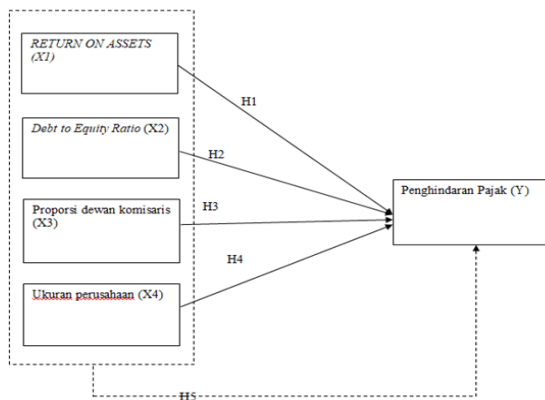 RETURN ON ASSETS
(X1)
H1
Debt to Equity Ratio (X2)
H2
Penghindaran Pajak (Y)
Proporsi dewan komisaris
(X3)
H3
H4
Ukuran perusahaan (X4)
H5